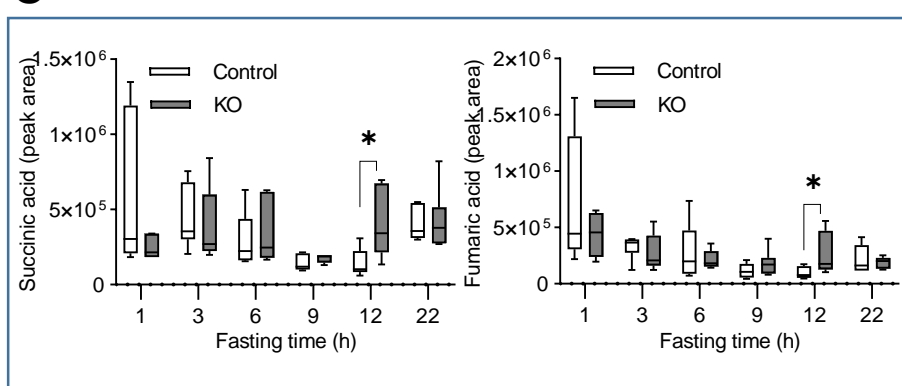 Succinic acid (peak area)
1.5×10⁶
1×10⁶
5×10⁵
0
Control
KO
*
1 3 6 9 12 22
Fasting time (h)
Fumaric acid (peak area)
2×10⁶
1.5×10⁶
1×10⁶
5×10⁵
0
Control
KO
*
1 3 6 9 12 22
Fasting time (h)